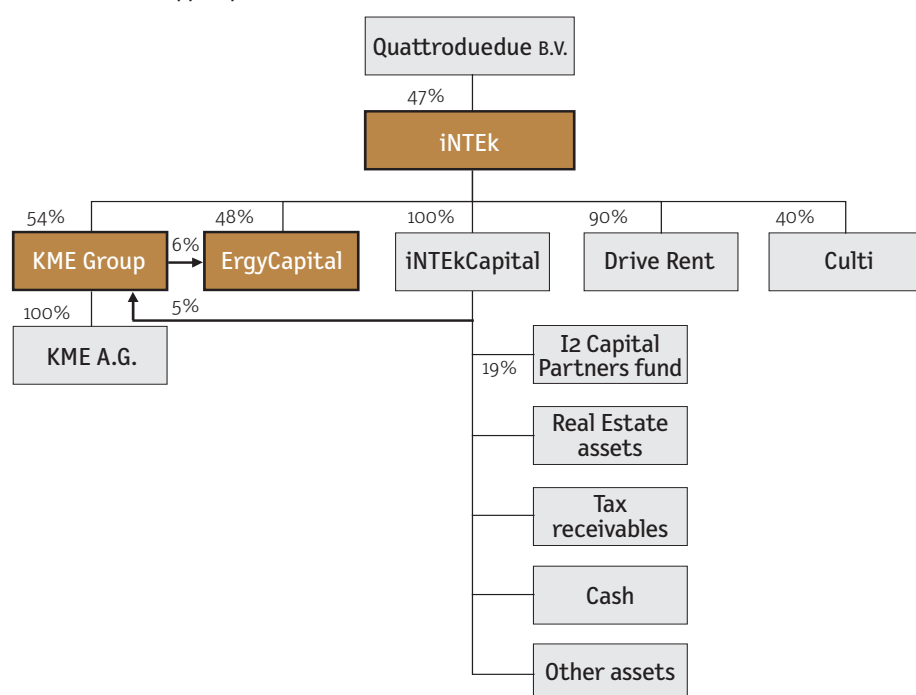 Quattroduedue B.V.
47%
iNTEk
54%
48%
100%
90%
40%
KME Group
6%
ErgyCapital
iNTEkCapital
Drive Rent
Culti
100%
5%
KME A.G.
19%
I2 Capital
Partners fund
Real Estate
assets
Tax
receivables
Cash
Other assets